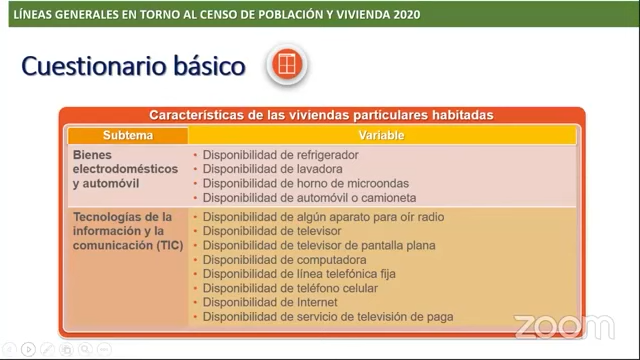 LÍNEAS GENERALES EN TORNO AL CENSO DE POBLACIÓN Y VIVIENDA 2020
Cuestionario básico
Características de las viviendas particulares habitadas
Subtema
Variable
Bienes
electrodomésticos
y automóvil
• Disponibilidad de refrigerador
• Disponibilidad de lavadora
• Disponibilidad de horno de microondas
• Disponibilidad de automóvil o camioneta
Tecnologías de la
información y la
comunicación (TIC)
• Disponibilidad de algún aparato para oír radio
• Disponibilidad de televisor
• Disponibilidad de televisor de pantalla plana
• Disponibilidad de computadora
• Disponibilidad de línea telefónica fija
• Disponibilidad de teléfono celular
• Disponibilidad de Internet
• Disponibilidad de servicio de televisión de paga
zoom